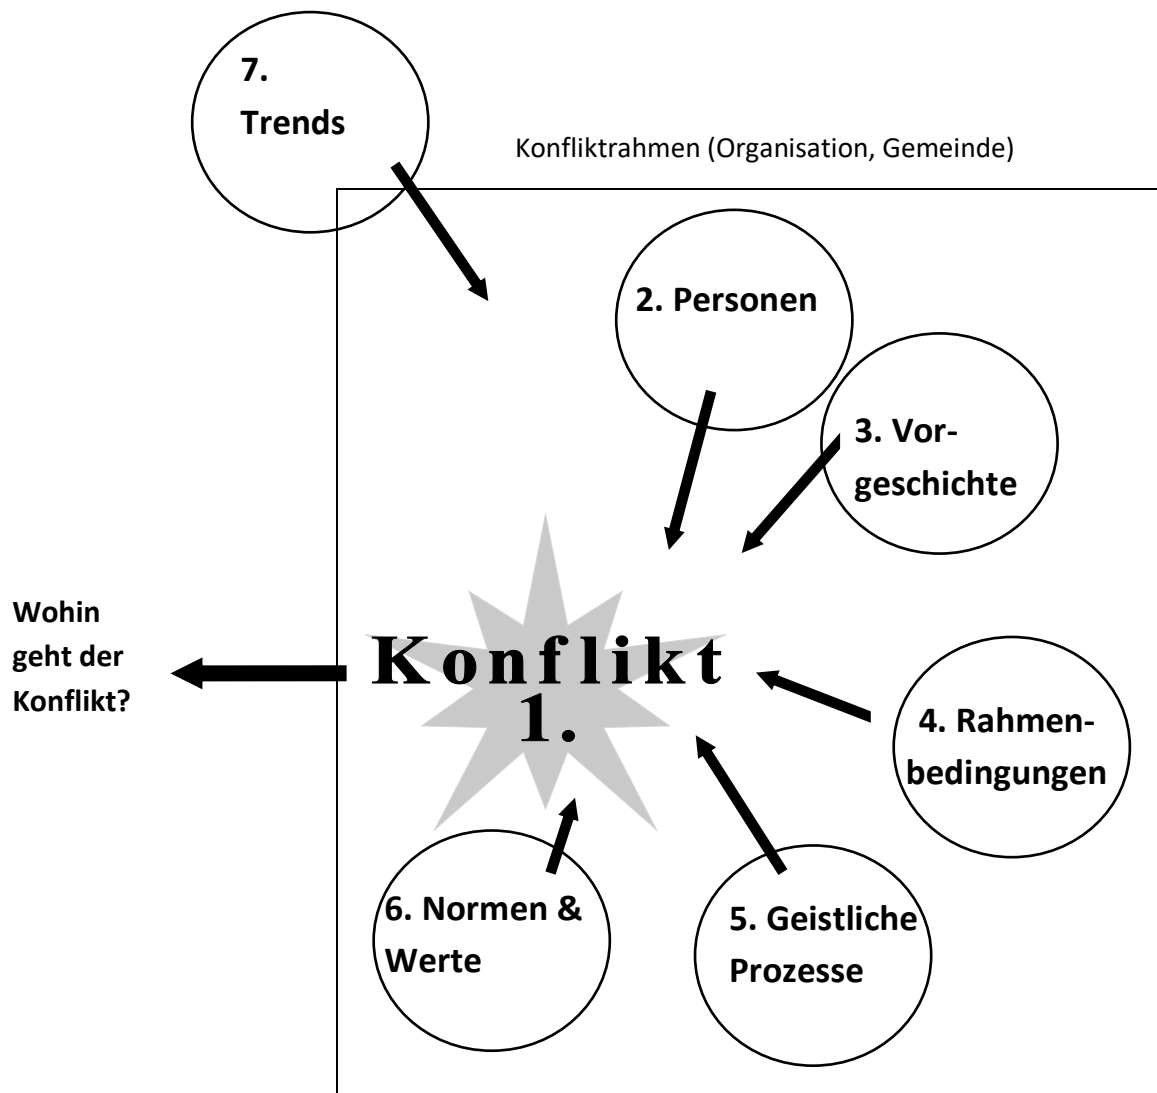 7.
Trends
Konfliktrahmen (Organisation, Gemeinde)
2. Personen
3. Vor-
geschichte
Wohin
geht der
Konflikt?
Konflikt
1.
4. Rahmen-
bedingungen
6. Normen &
Werte
5. Geistliche
Prozesse